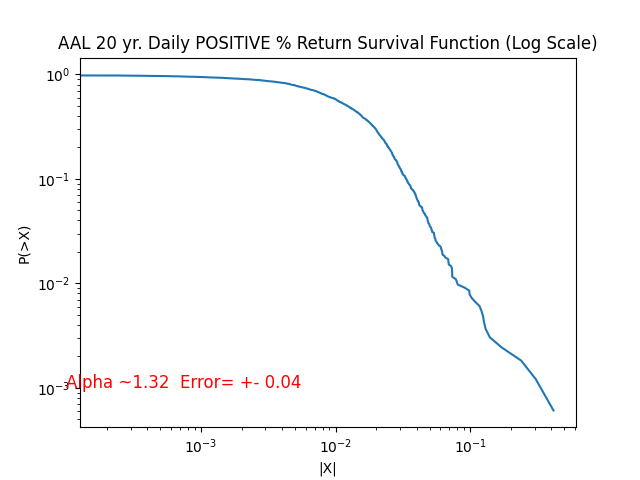 AAL 20 yr. Daily POSITIVE % Return Survival Function (Log Scale)
10⁰
10⁻¹
P(>X)
10⁻²
10⁻³
Alpha ~1.32 Error= +- 0.04
10⁻³
10⁻²
10⁻¹
|X|